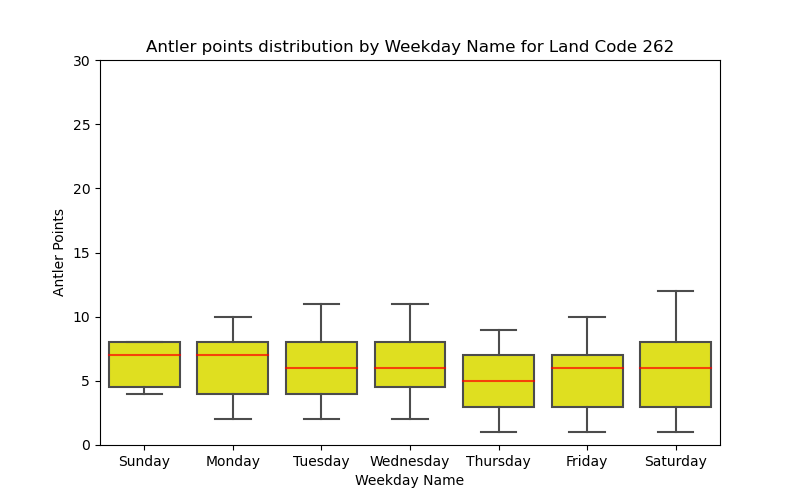 Antler points distribution by Weekday Name for Land Code 262
30
25
20
15
10
5
0
Antler Points
Sunday Monday Tuesday Wednesday Thursday Friday Saturday
Weekday Name